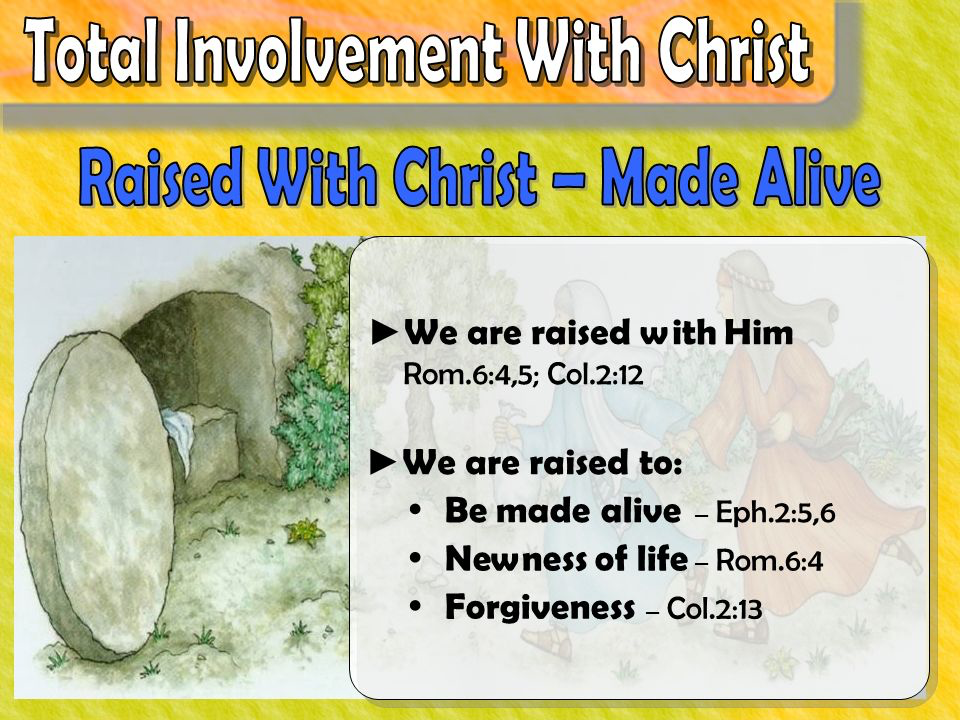 Total Involvement With Christ
Raised With Christ – Made Alive
►We are raised with Him
Rom.6:4,5; Col.2:12
►We are raised to:
• Be made alive – Eph.2:5,6
• Newness of life – Rom.6:4
• Forgiveness – Col.2:13